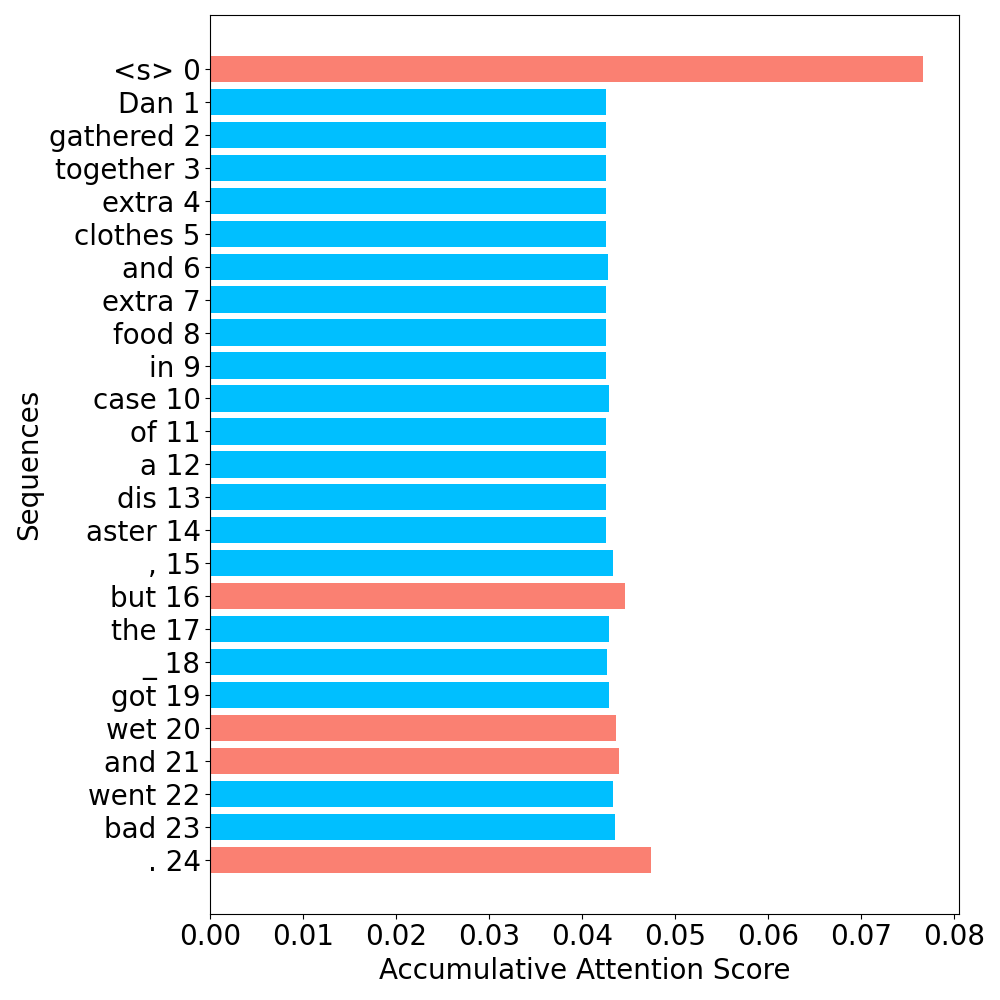 <s> 0
Dan 1
gathered 2
together 3
extra 4
clothes 5
and 6
extra 7
food 8
in 9
case 10
of 11
a 12
dis 13
aster 14
, 15
but 16
the 17
_ 18
got 19
wet 20
and 21
went 22
bad 23
. 24
Sequences
0.00 0.01 0.02 0.03 0.04 0.05 0.06 0.07 0.08
Accumulative Attention Score